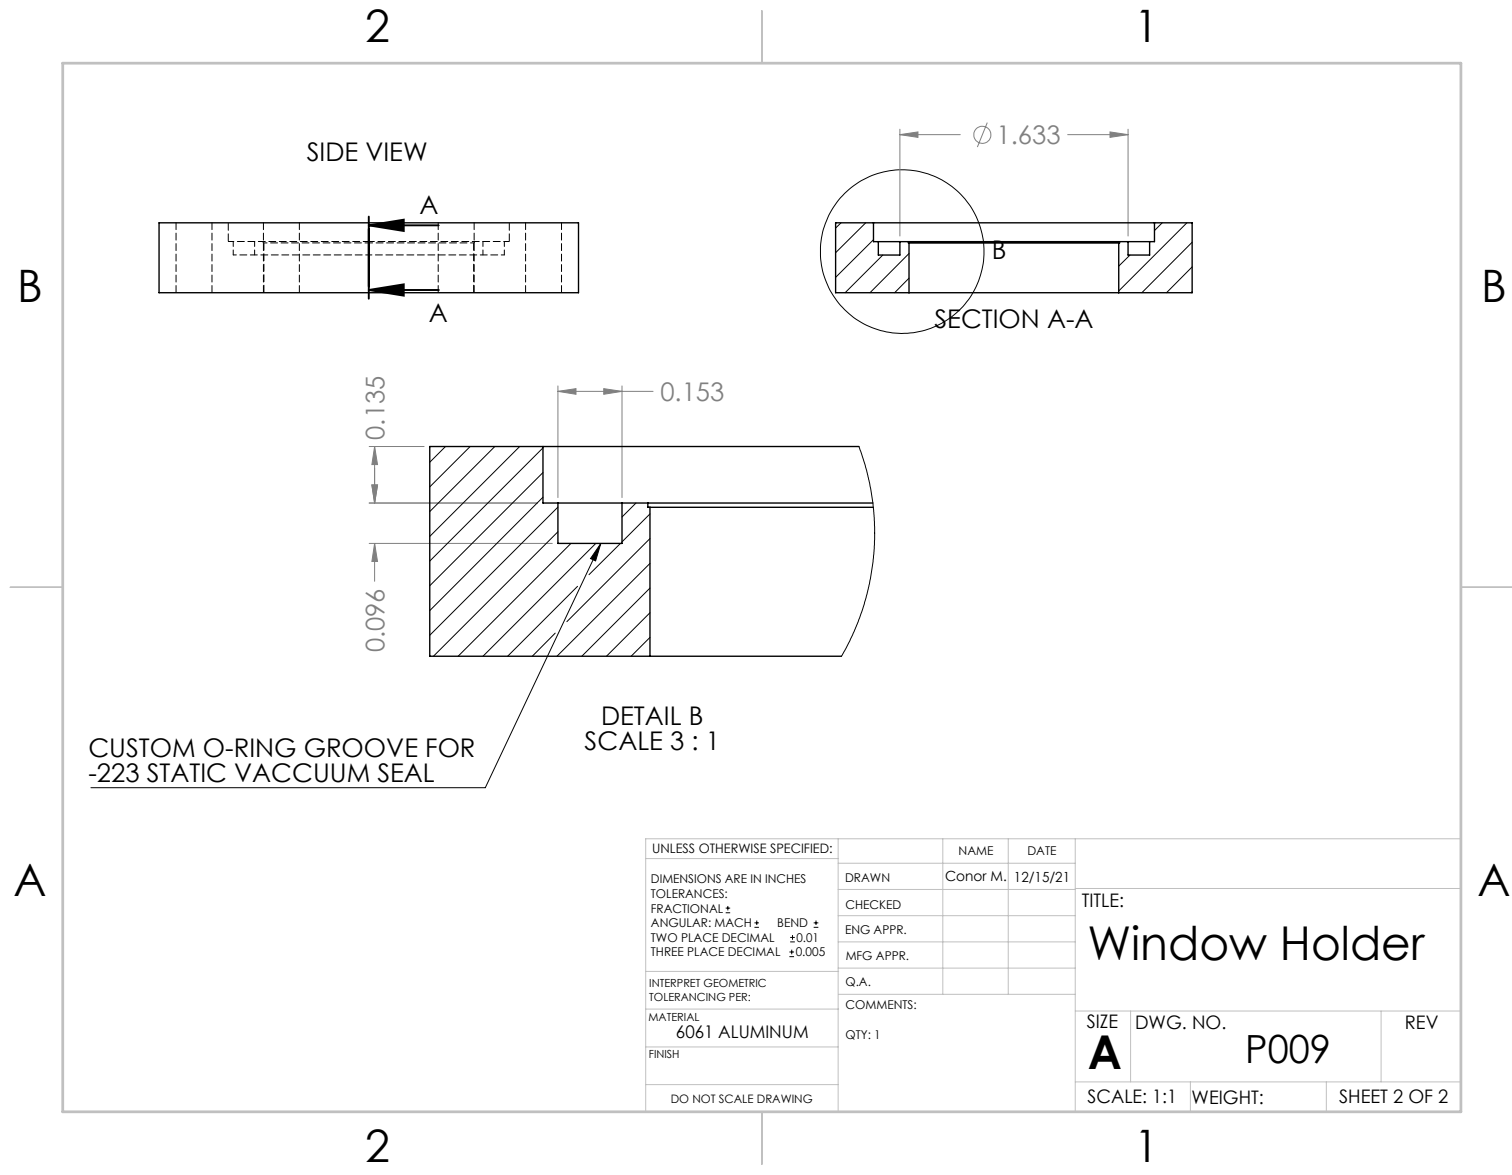 2
1
SIDE VIEW
A
A
⌀1.633
B
SECTION A-A
B
B
0.135
0.153
0.096
DETAIL B
SCALE 3 : 1
CUSTOM O-RING GROOVE FOR
-223 STATIC VACCUUM SEAL
A
A
UNLESS OTHERWISE SPECIFIED:
DIMENSIONS ARE IN INCHES
TOLERANCES:
FRACTIONAL ±
ANGULAR: MACH ± BEND ±
TWO PLACE DECIMAL ±0.01
THREE PLACE DECIMAL ±0.005
INTERPRET GEOMETRIC
TOLERANCING PER:
MATERIAL
6061 ALUMINUM
FINISH
DO NOT SCALE DRAWING
NAME DATE
DRAWN Conor M. 12/15/21
CHECKED
ENG APPR.
MFG APPR.
Q.A.
COMMENTS:
QTY: 1
TITLE:
Window Holder
SIZE DWG. NO. REV
A P009
SCALE: 1:1 WEIGHT: SHEET 2 OF 2
2
1